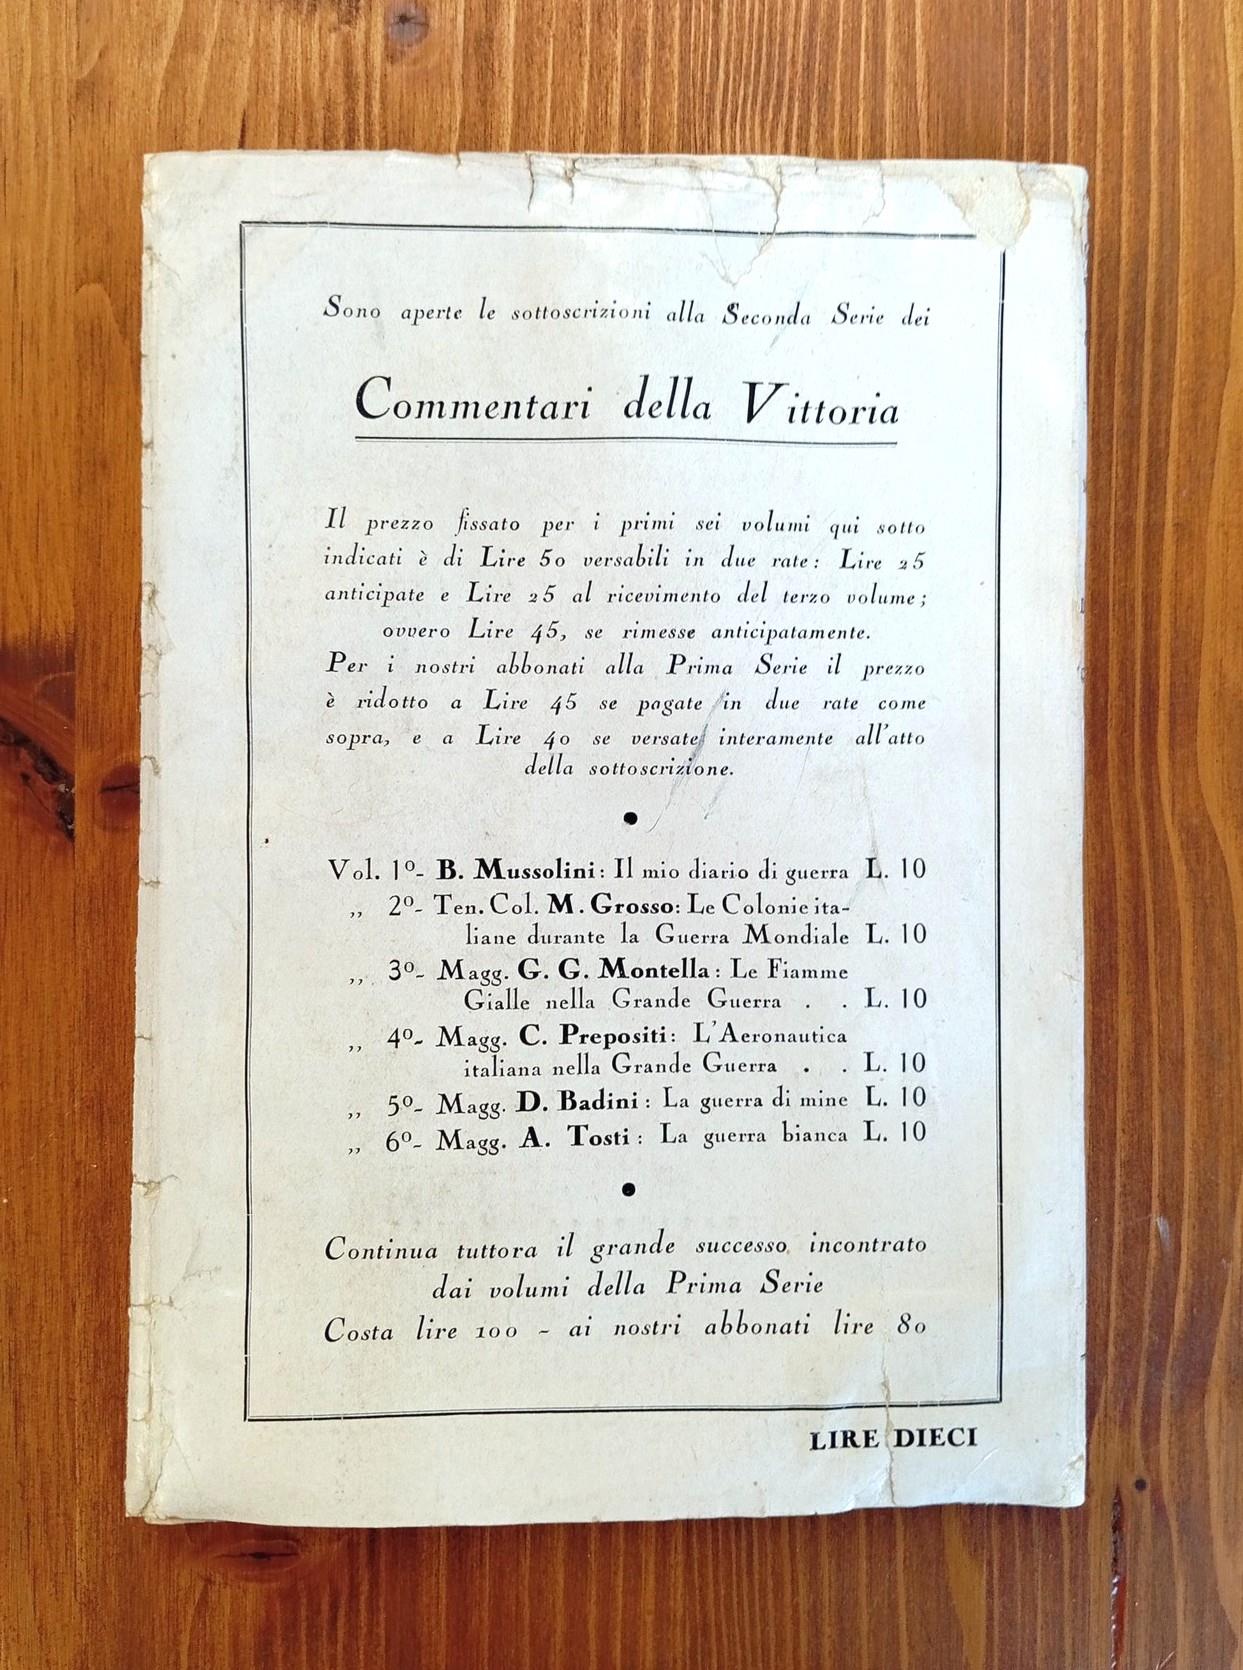 Sono aperte le sottoscrizioni alla Seconda Serie dei
Commentari della Vittoria
Il prezzo fissato per i primi sei volumi qui sotto
indicati è di Lire 50 versabili in due rate: Lire 25
anticipate e Lire 25 al ricevimento del terzo volume;
ovvero Lire 45, se rimesse anticipatamente.
Per i nostri abbonati alla Prima Serie il prezzo
è ridotto a Lire 45 se pagate in due rate come
sopra, e a Lire 40 se versate interamente all'atto
della sottoscrizione.
●
Vol. 1º- B. Mussolini: Il mio diario di guerra L. 10
„ 2º- Ten. Col. M. Grosso: Le Colonie ita-
liane durante la Guerra Mondiale L. 10
„ 3º- Magg. G. G. Montella: Le Fiamme
Gialle nella Grande Guerra . . L. 10
„ 4º- Magg. C. Prepositi: L'Aeronautica
italiana nella Grande Guerra . . L. 10
„ 5º- Magg. D. Badini: La guerra di mine L. 10
„ 6º- Magg. A. Tosti: La guerra bianca L. 10
●
Continua tuttora il grande successo incontrato
dai volumi della Prima Serie
Costa lire 100 - ai nostri abbonati lire 80
LIRE DIECI